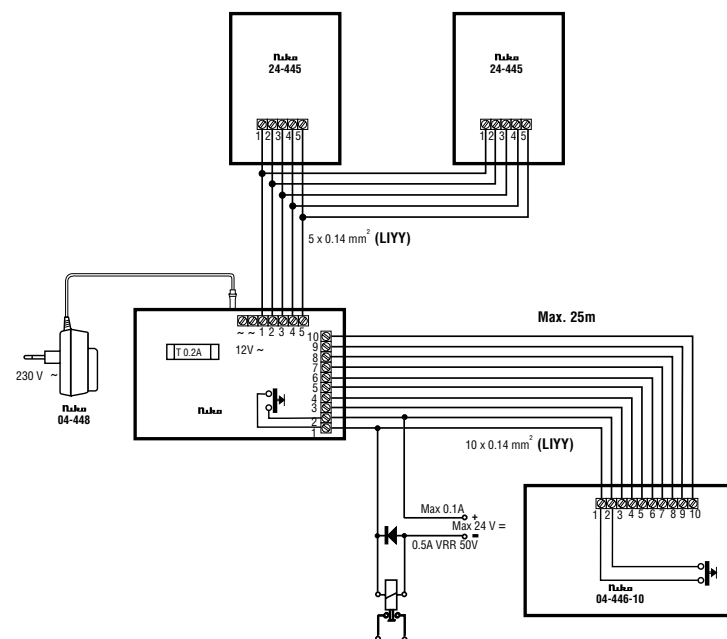 Niko
24-445
1 2 3 4 5
Niko
24-445
1 2 3 4 5
5 x 0.14 mm² (LIYY)
~ ~ 1 2 3 4 5
12V ~
T 0.2A
10
9
8
7
6
5
4
3
2
1
Niko
230 V ~
Niko
04-448
Max. 25m
10 x 0.14 mm² (LIYY)
Max 0.1A
+
Max 24 V =
-
0.5A VRR 50V
1 2 3 4 5 6 7 8 9 10
Niko
04-446-10